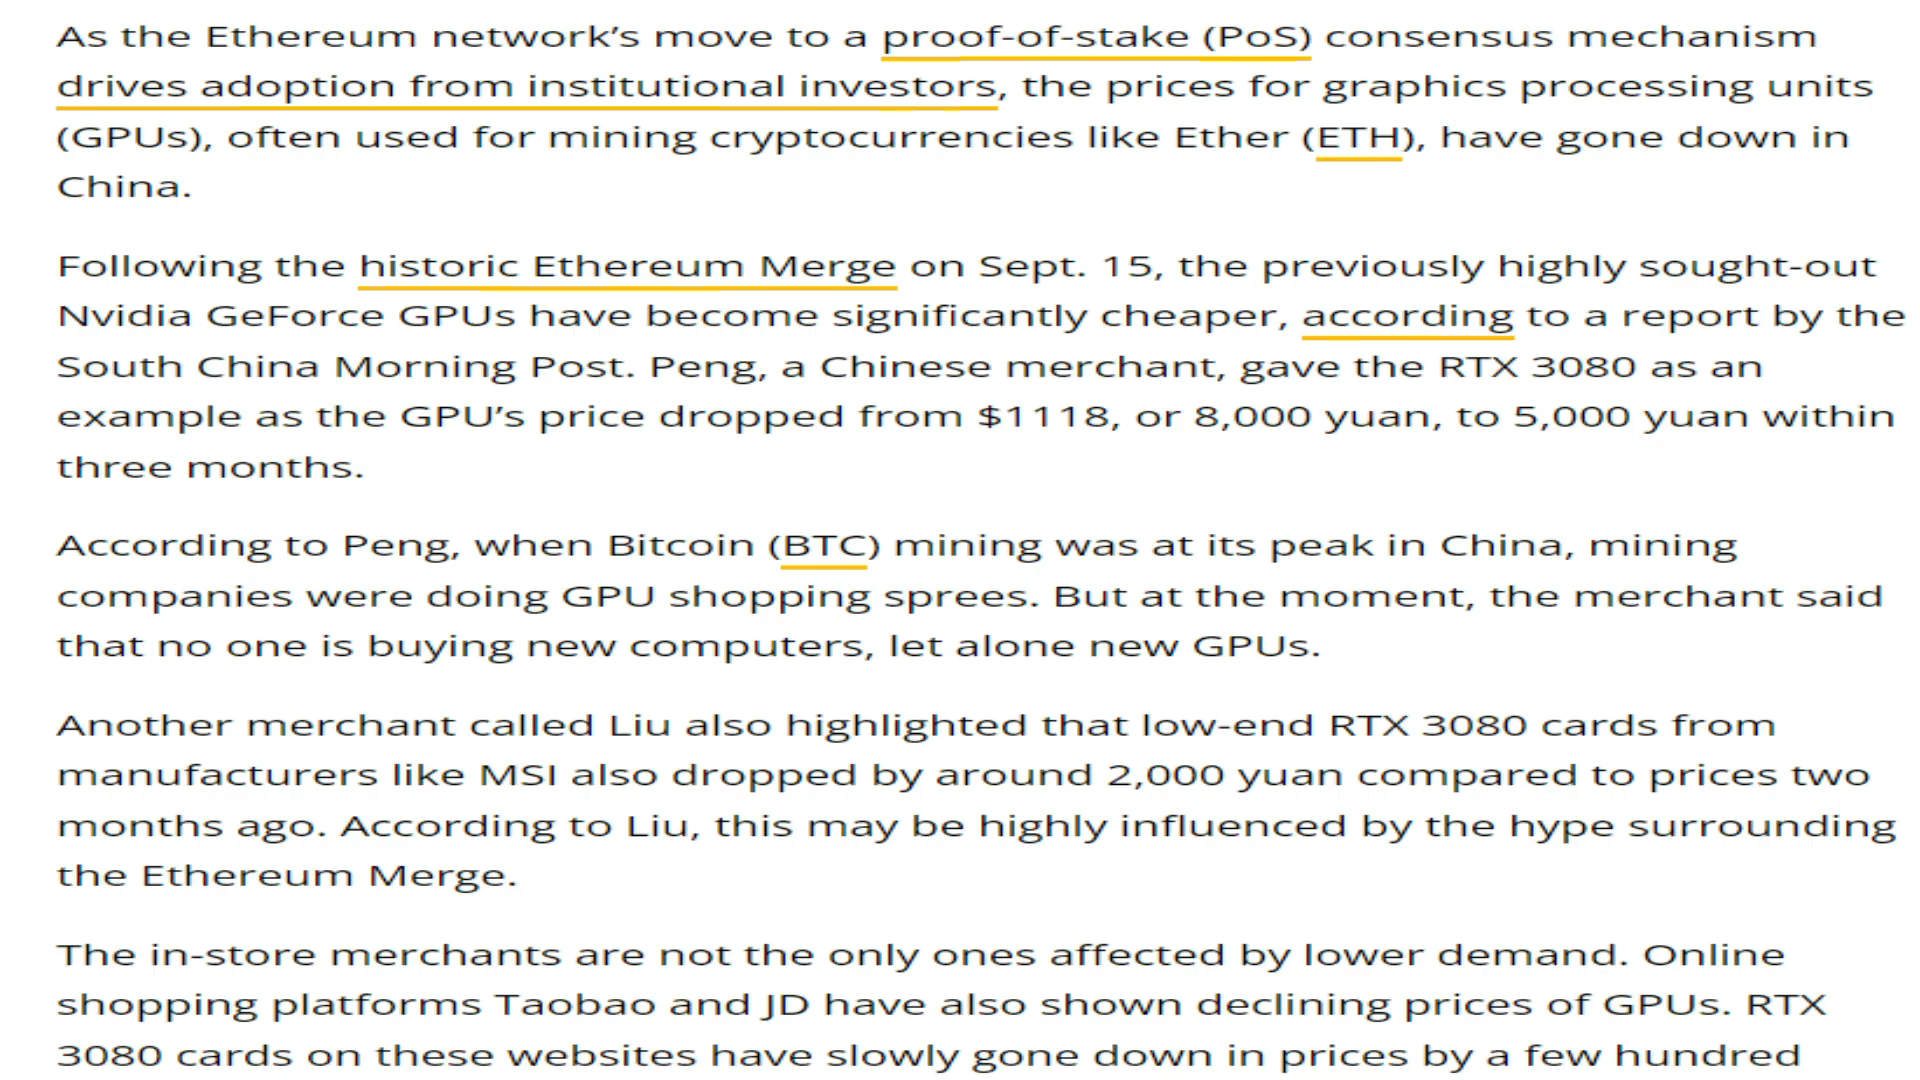 As the Ethereum network’s move to a proof-of-stake (PoS) consensus mechanism
drives adoption from institutional investors, the prices for graphics processing units
(GPUs), often used for mining cryptocurrencies like Ether (ETH), have gone down in
China.
Following the historic Ethereum Merge on Sept. 15, the previously highly sought-out
Nvidia GeForce GPUs have become significantly cheaper, according to a report by the
South China Morning Post. Peng, a Chinese merchant, gave the RTX 3080 as an
example as the GPU’s price dropped from $1118, or 8,000 yuan, to 5,000 yuan within
three months.
According to Peng, when Bitcoin (BTC) mining was at its peak in China, mining
companies were doing GPU shopping sprees. But at the moment, the merchant said
that no one is buying new computers, let alone new GPUs.
Another merchant called Liu also highlighted that low-end RTX 3080 cards from
manufacturers like MSI also dropped by around 2,000 yuan compared to prices two
months ago. According to Liu, this may be highly influenced by the hype surrounding
the Ethereum Merge.
The in-store merchants are not the only ones affected by lower demand. Online
shopping platforms Taobao and JD have also shown declining prices of GPUs. RTX
3080 cards on these websites have slowly gone down in prices by a few hundred